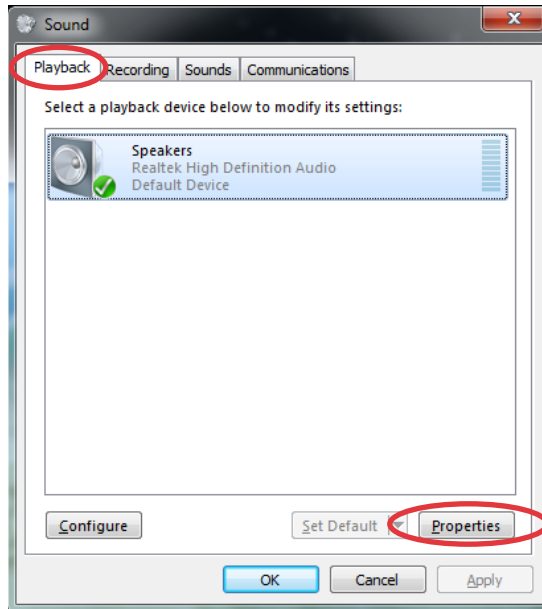 Sound
Playback Recording Sounds Communications
Select a playback device below to modify its settings:
Speakers
Realtek High Definition Audio
Default Device
Configure Set Default Properties
OK Cancel Apply